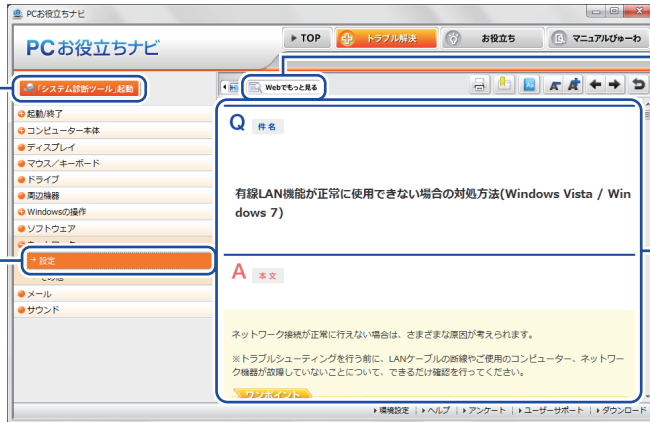 PCお役立ちナビ
PCお役立ちナビ
TOP
トラブル解決
お役立ち
マニュアルびゅーわ
「システム診断ツール」起動
Webでもっと見る
起動/終了
コンピューター本体
ディスプレイ
マウス／キーボード
ドライブ
周辺機器
Windowsの操作
ソフトウェア
設定
メール
サウンド
Q 件名
有線LAN機能が正常に使用できない場合の対処方法(Windows Vista / Win
dows 7)
A 本文
ネットワーク接続が正常に行えない場合は、さまざまな原因が考えられます。
※トラブルシューティングを行う前に、LANケーブルの断線やご使用のコンピューター、ネットワー
ク機器が故障していないことについて、できるだけ確認を行ってください。
ワンポイント
環境設定 | ヘルプ | アンケート | ユーザーサポート | ダウンロード